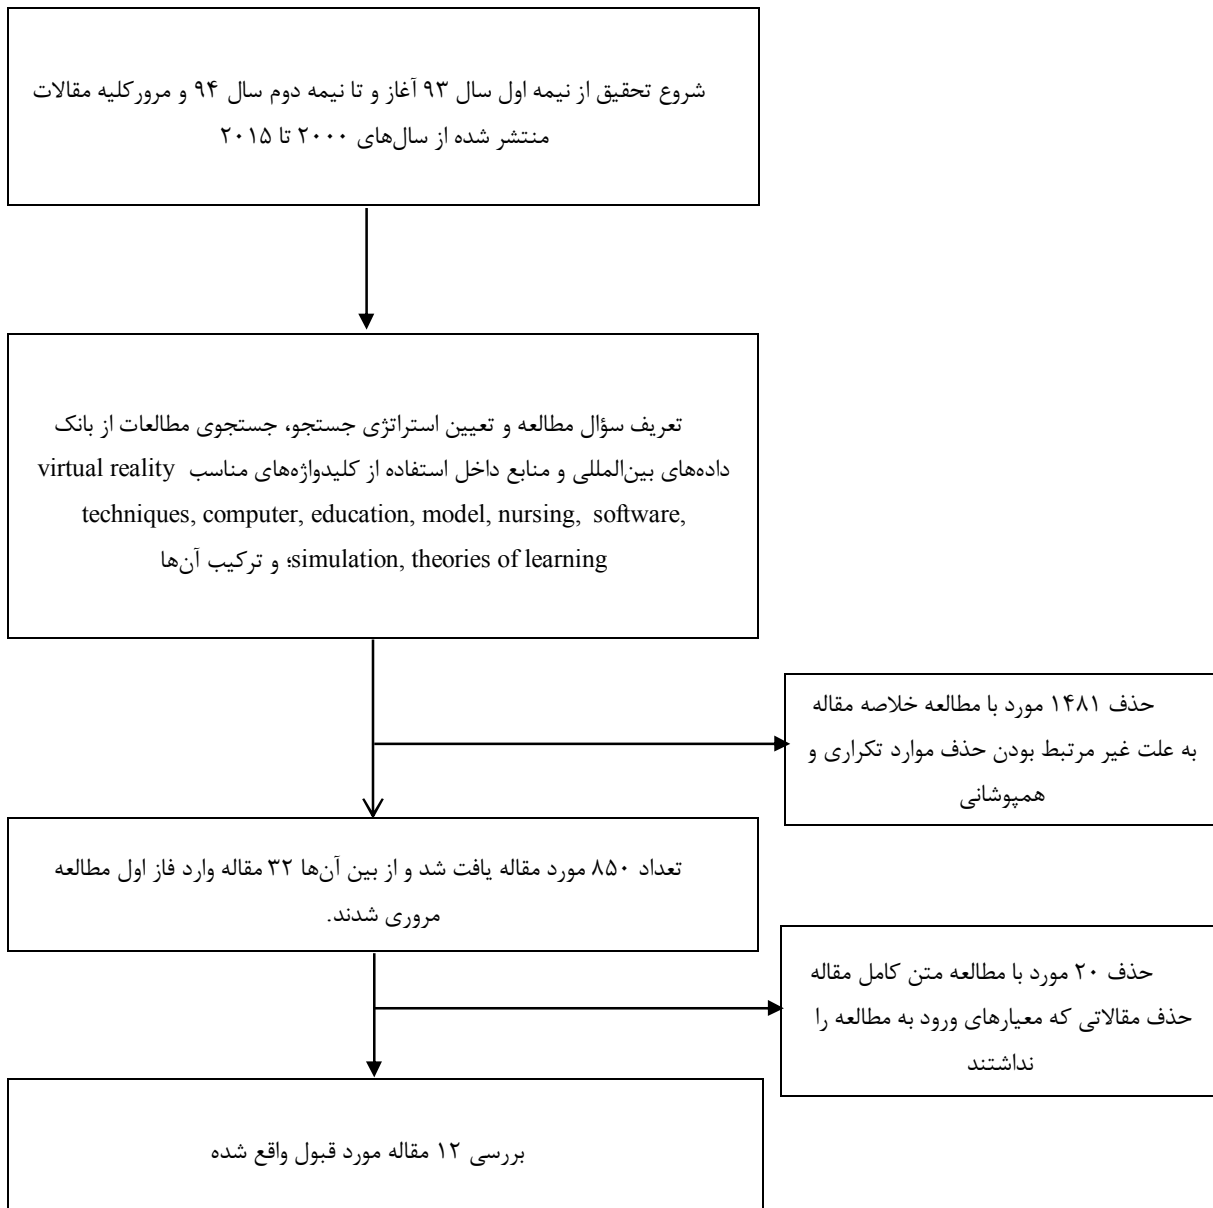 شروع تحقیق از نیمه اول سال ۹۳ آغاز و تا نیمه دوم سال ۹۴ و مرورکلیه مقالات
منتشر شده از سال‌های ۲۰۰۰ تا ۲۰۱۵
تعریف سؤال مطالعه و تعیین استراتژی جستجو، جستجوی مطالعات از بانک
داده‌های بین‌المللی و منابع داخل استفاده از کلیدواژه‌های مناسب virtual reality
techniques, computer, education, model, nursing, software,
simulation, theories of learning؛ و ترکیب آن‌ها
حذف ۱۴۸۱ مورد با مطالعه خلاصه مقاله
به علت غیر مرتبط بودن حذف موارد تکراری و
همپوشانی
تعداد ۸۵۰ مورد مقاله یافت شد و از بین آن‌ها ۳۲ مقاله وارد فاز اول مطالعه
مروری شدند.
حذف ۲۰ مورد با مطالعه متن کامل مقاله
حذف مقالاتی که معیارهای ورود به مطالعه را
نداشتند
بررسی ۱۲ مقاله مورد قبول واقع شده